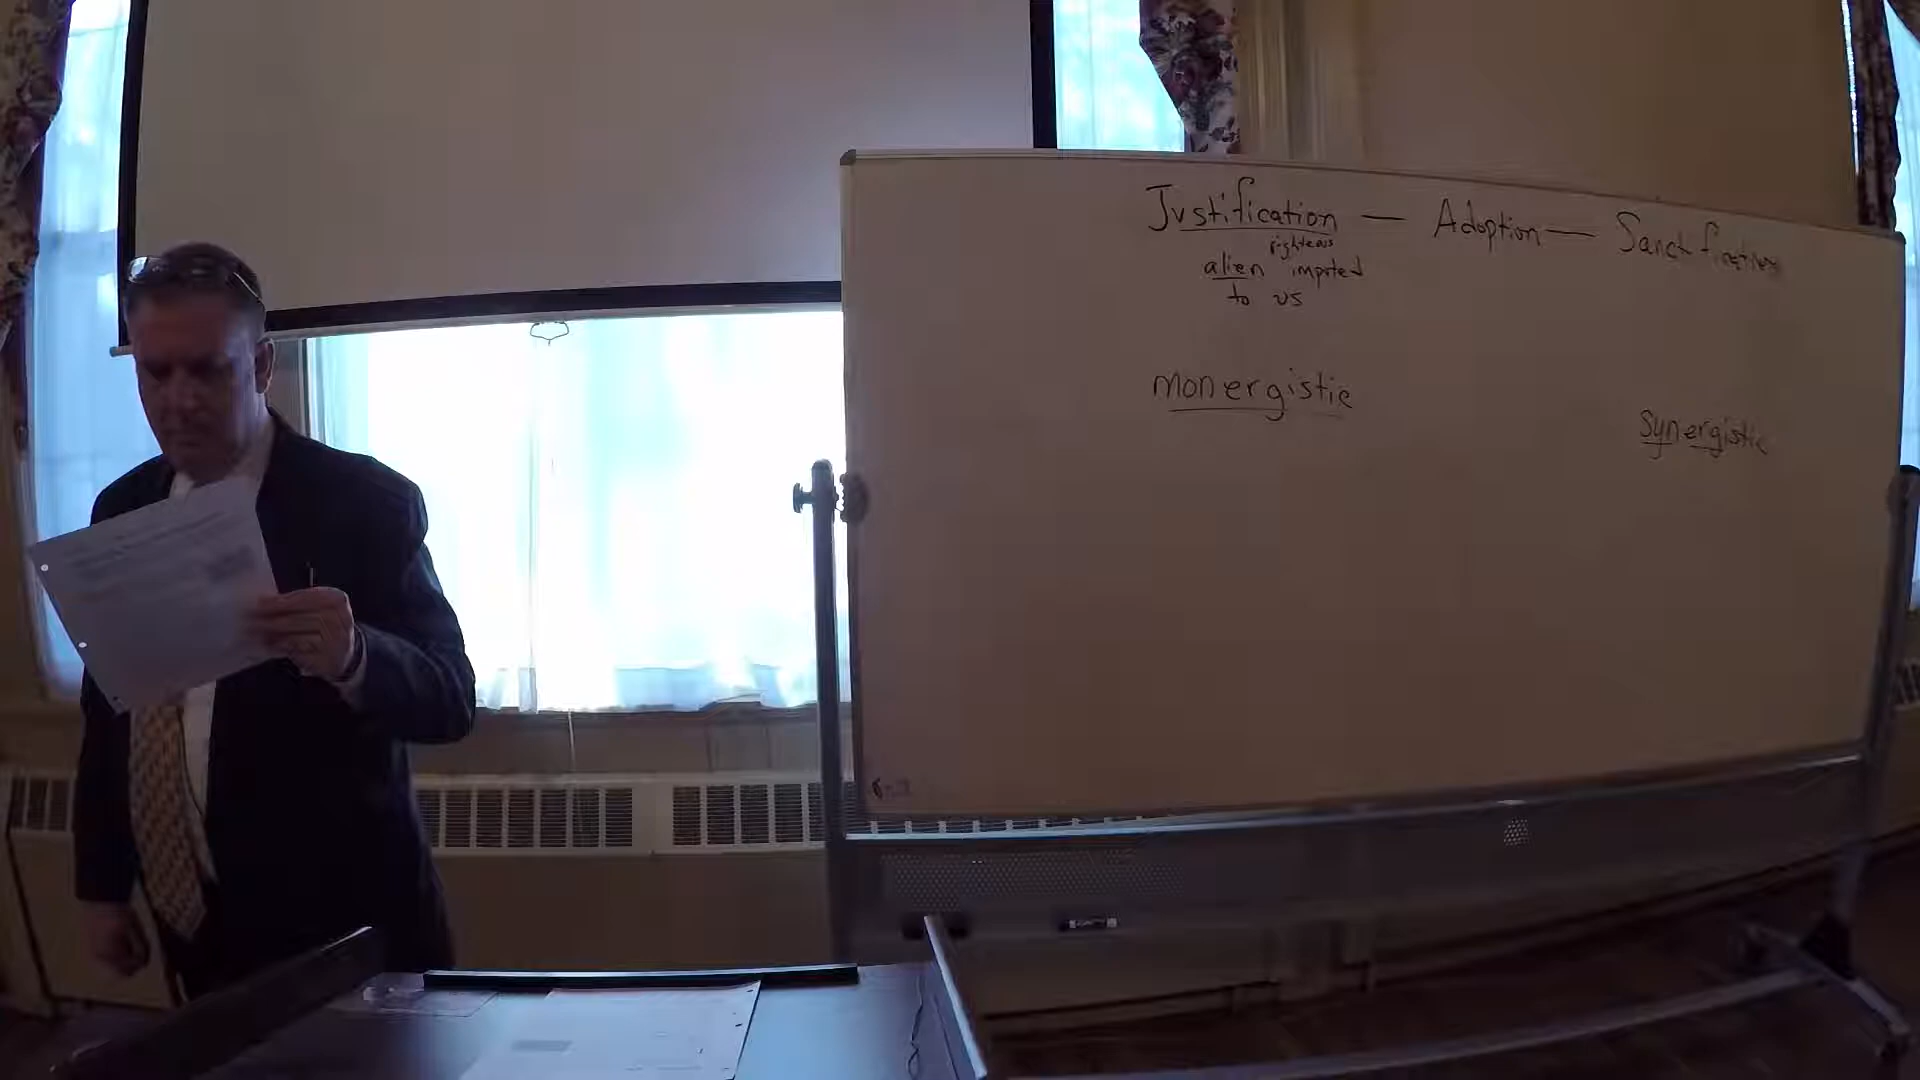 Justification — Adoption — Sanctification
righteous
alien imputed
to us
monergistic
synergistic